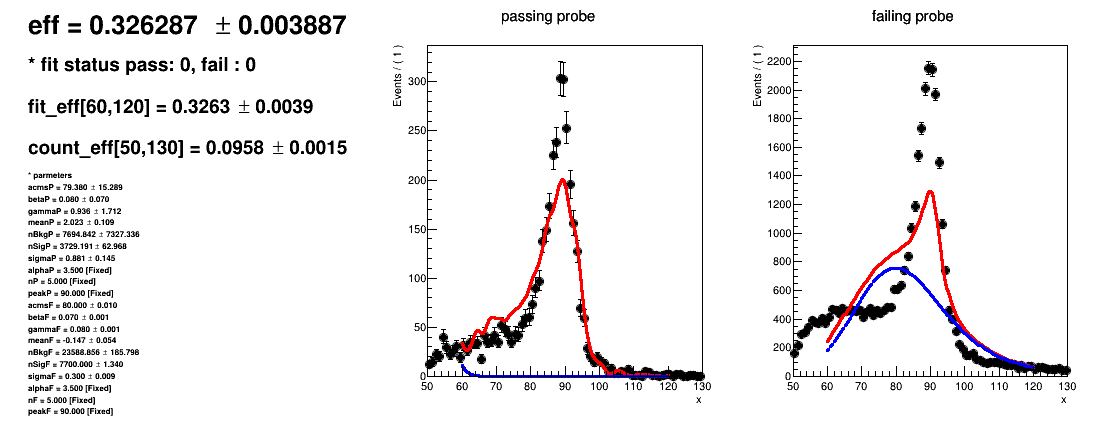 eff = 0.326287 ± 0.003887
* fit status pass: 0, fail : 0
fit_eff[60,120] = 0.3263 ± 0.0039
count_eff[50,130] = 0.0958 ± 0.0015
* parmeters
acmsP = 79.380 ± 15.289
betaP = 0.080 ± 0.070
gammaP = 0.936 ± 1.712
meanP = 2.023 ± 0.109
nBkgP = 7694.842 ± 7327.336
nSigP = 3729.191 ± 62.968
sigmaP = 0.881 ± 0.145
alphaP = 3.500 [Fixed]
nP = 5.000 [Fixed]
peakP = 90.000 [Fixed]
acmsF = 80.000 ± 0.010
betaF = 0.070 ± 0.001
gammaF = 0.080 ± 0.001
meanF = -0.147 ± 0.054
nBkgF = 23588.856 ± 185.798
nSigF = 7700.000 ± 1.340
sigmaF = 0.300 ± 0.009
alphaF = 3.500 [Fixed]
nF = 5.000 [Fixed]
peakF = 90.000 [Fixed]
passing probe
Events / ( 1 )
300
250
200
150
100
50
0
50 60 70 80 90 100 110 120 130
x
failing probe
Events / ( 1 )
2200
2000
1800
1600
1400
1200
1000
800
600
400
200
0
50 60 70 80 90 100 110 120 130
x